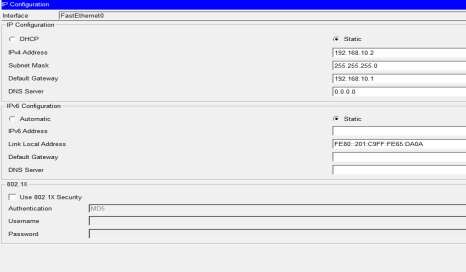 IP Configuration
Interface FastEthernet0
IP Configuration
DHCP Static
IPv4 Address 192.168.10.2
Subnet Mask 255.255.255.0
Default Gateway 192.168.10.1
DNS Server 0.0.0.0
IPv6 Configuration
Automatic Static
IPv6 Address
Link Local Address FE80::201:C9FF:FE65:DA0A
Default Gateway
DNS Server
802.1X
Use 802.1X Security
Authentication MD5
Username
Password